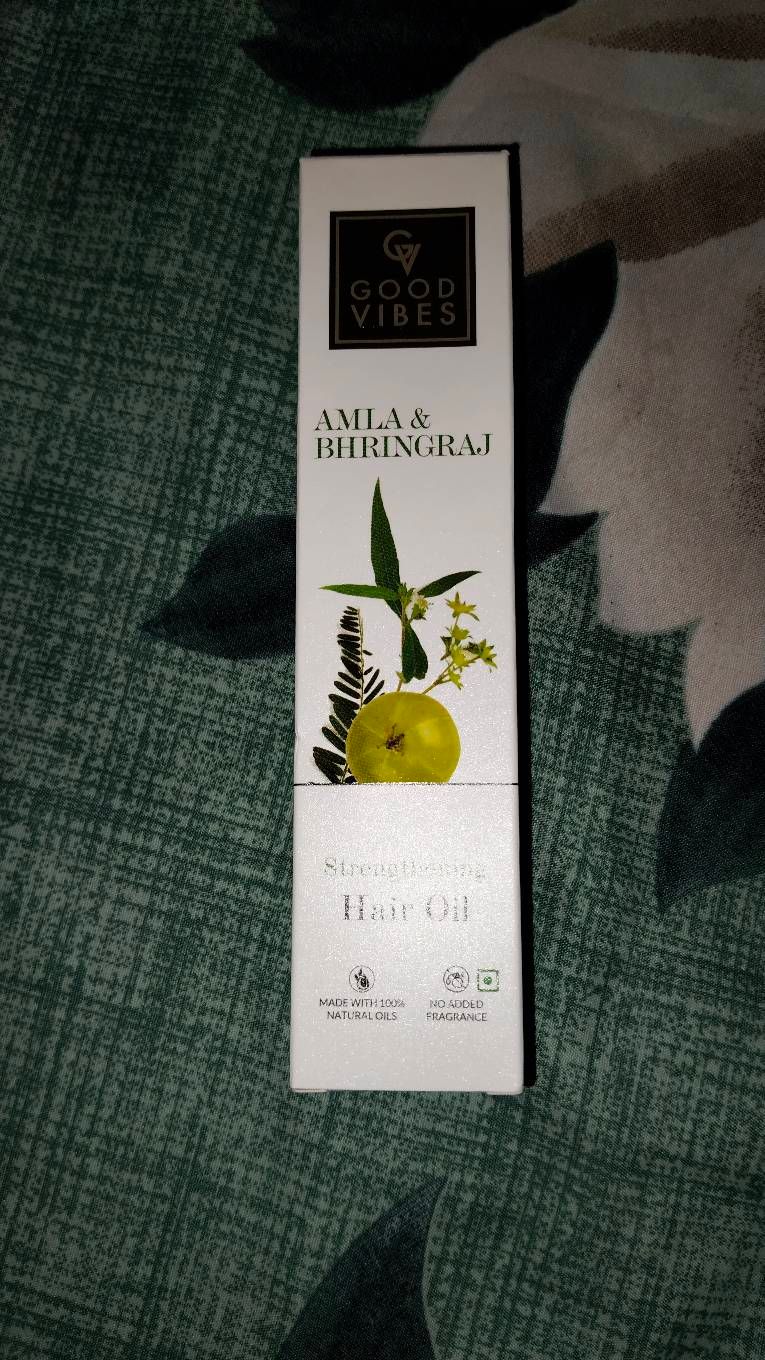 GV
GOOD
VIBES
AMLA &
BHRINGRAJ
Strengthening
Hair Oil
MADE WITH 100%
NATURAL OILS
NO ADDED
FRAGRANCE